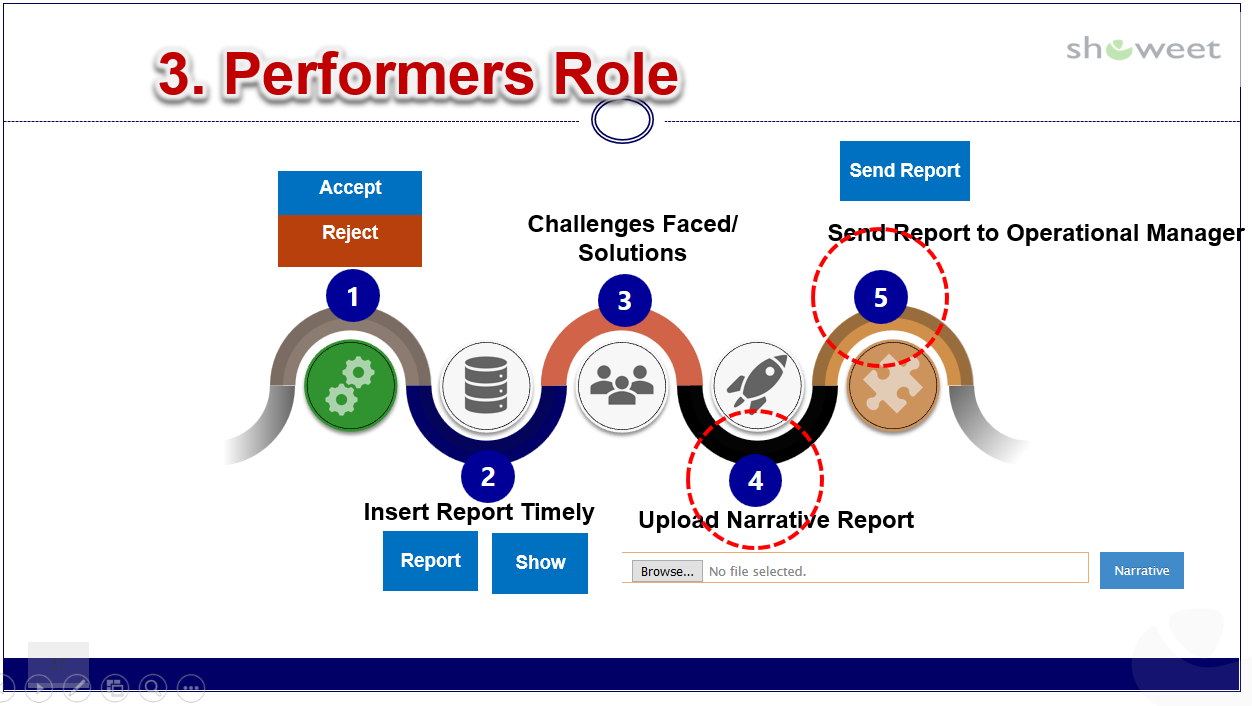 3. Performers Role
showeet
Send Report
Accept
Reject
Challenges Faced/
Solutions
Send Report to Operational Manager
1
3
5
2
4
Insert Report Timely
Upload Narrative Report
Report
Show
Browse...
No file selected.
Narrative